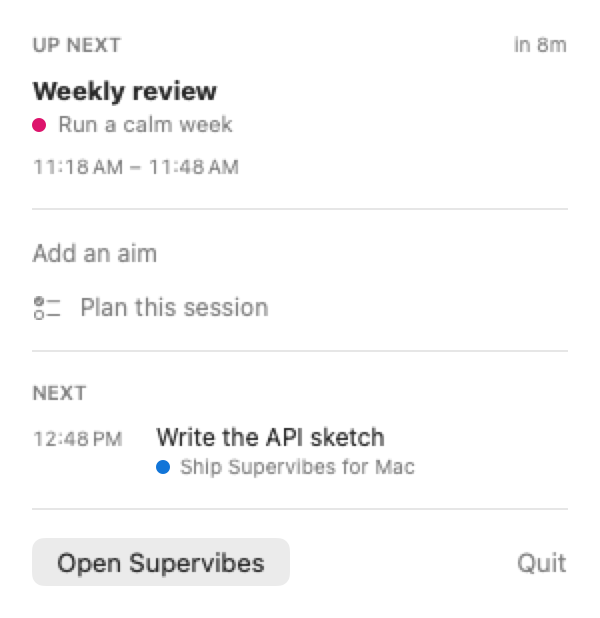 UP NEXT
in 8m
Weekly review
Run a calm week
11:18 AM – 11:48 AM
Add an aim
Plan this session
NEXT
12:48 PM
Write the API sketch
Ship Supervibes for Mac
Open Supervibes
Quit